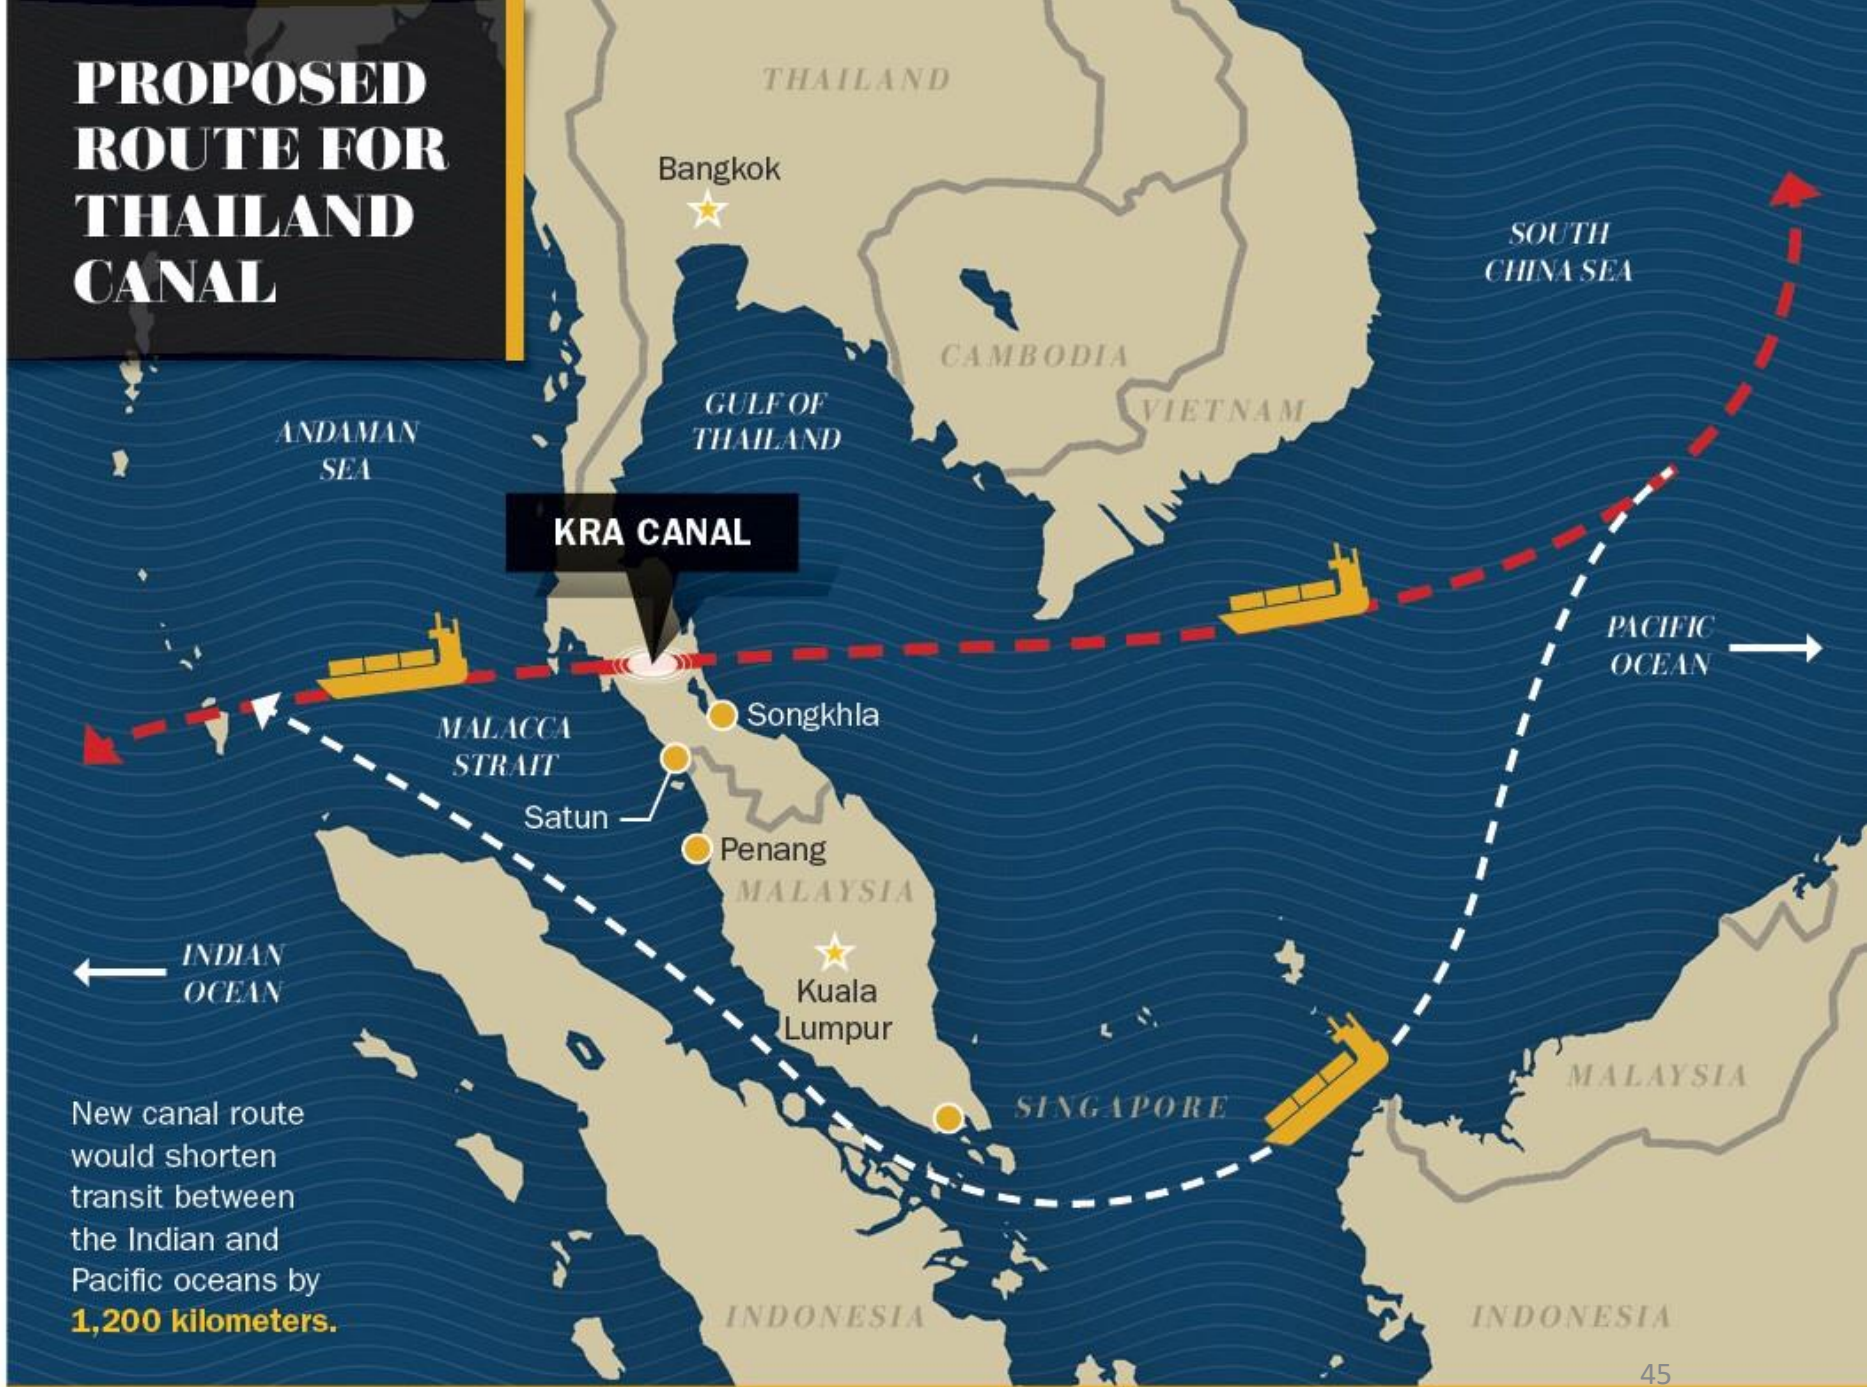 PROPOSED
ROUTE FOR
THAILAND
CANAL
THAILAND
Bangkok
SOUTH
CHINA SEA
CAMBODIA
VIETNAM
GULF OF
THAILAND
ANDAMAN
SEA
KRA CANAL
PACIFIC
OCEAN
Songkhla
MALACCA
STRAIT
Satun
Penang
MALAYSIA
INDIAN
OCEAN
Kuala
Lumpur
MALAYSIA
SINGAPORE
New canal route
would shorten
transit between
the Indian and
Pacific oceans by
1,200 kilometers.
INDONESIA
INDONESIA
45